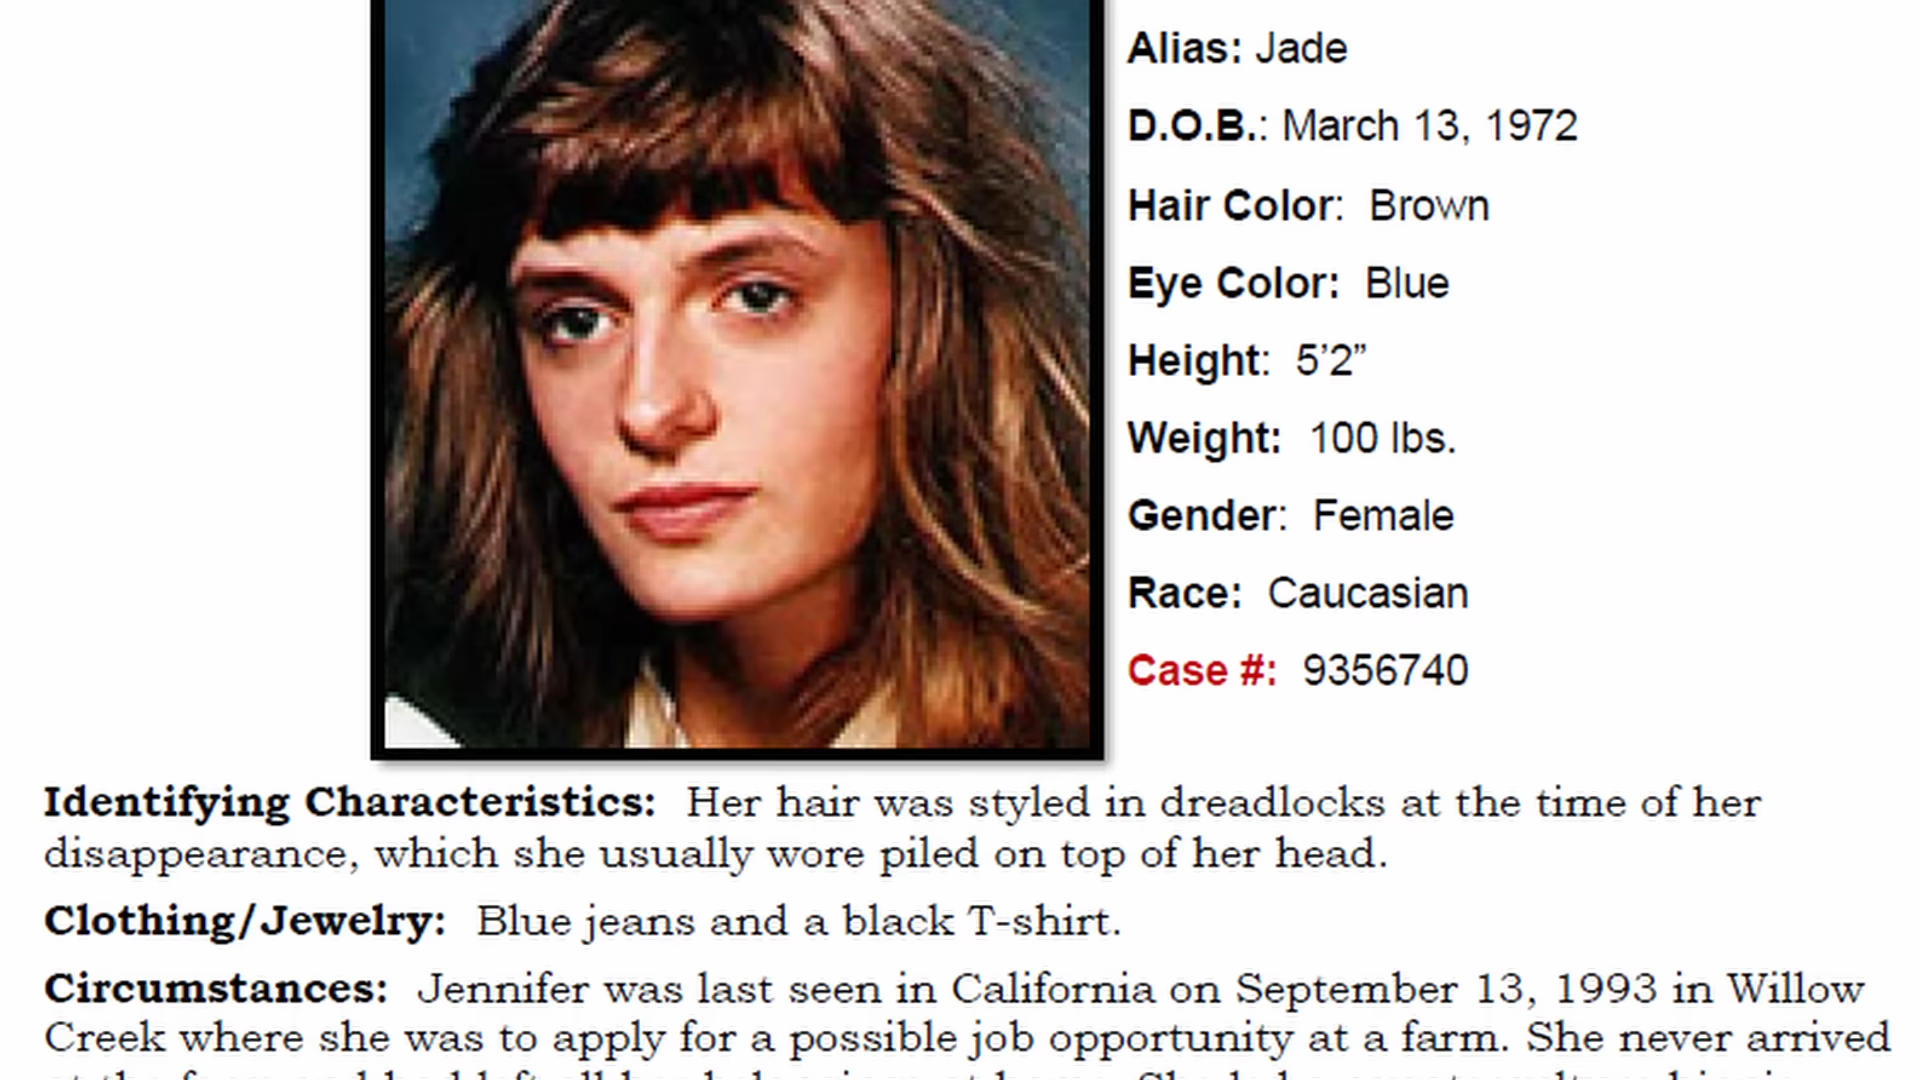 Alias: Jade
D.O.B.: March 13, 1972
Hair Color: Brown
Eye Color: Blue
Height: 5’2”
Weight: 100 lbs.
Gender: Female
Race: Caucasian
Case #: 9356740
Identifying Characteristics: Her hair was styled in dreadlocks at the time of her
disappearance, which she usually wore piled on top of her head.
Clothing/Jewelry: Blue jeans and a black T-shirt.
Circumstances: Jennifer was last seen in California on September 13, 1993 in Willow
Creek where she was to apply for a possible job opportunity at a farm. She never arrived